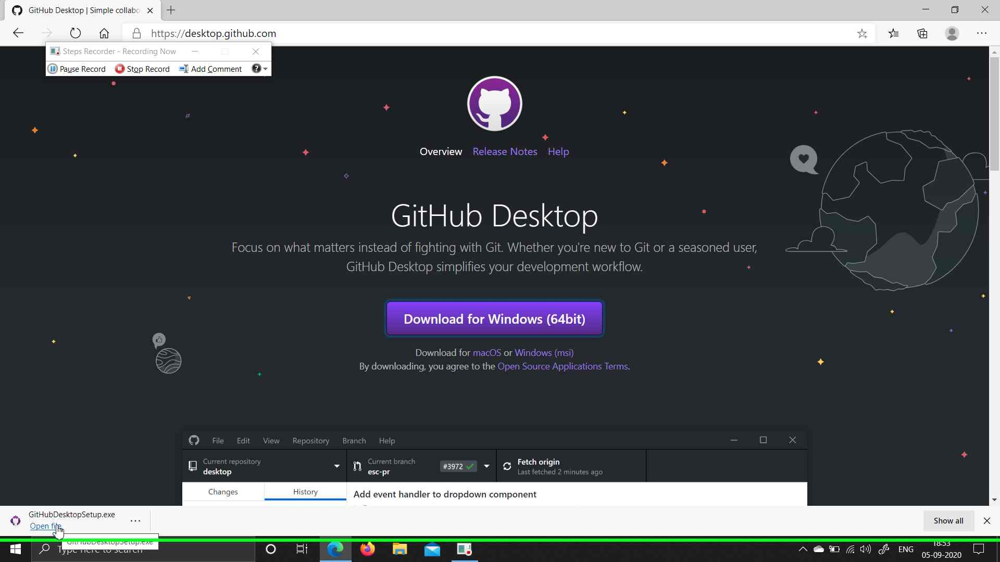 GitHub Desktop | Simple collabo
https://desktop.github.com
Steps Recorder - Recording Now
Pause Record
Stop Record
Add Comment
Overview
Release Notes
Help
GitHub Desktop
Focus on what matters instead of fighting with Git. Whether you're new to Git or a seasoned user,
GitHub Desktop simplifies your development workflow.
Download for Windows (64bit)
Download for macOS or Windows (msi)
By downloading, you agree to the Open Source Applications Terms.
File Edit View Repository Branch Help
Current repository
desktop
Current branch
esc-pr
#3972
Fetch origin
Last fetched 2 minutes ago
Changes
History
Add event handler to dropdown component
GitHubDesktopSetup.exe
Open file
Show all
GitHubDesktopSetup.exe
Type here to search
ENG
18:53
05-09-2020